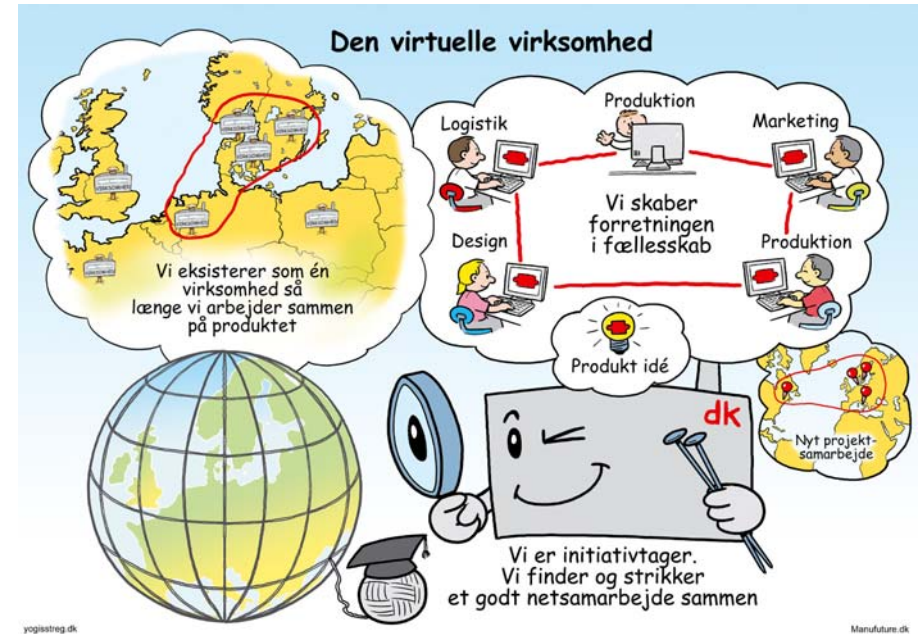 Den virtuelle virksomhed
Vi eksisterer som én
virksomhed så
længe vi arbejder sammen
på produktet
Produktion
Logistik
Marketing
Vi skaber
forretningen
i fællesskab
Design
Produktion
Produkt idé
dk
Nyt projekt-
samarbejde
Vi er initiativtager.
Vi finder og strikker
et godt netsamarbejde sammen
yogisstreg.dk
Manufuture.dk